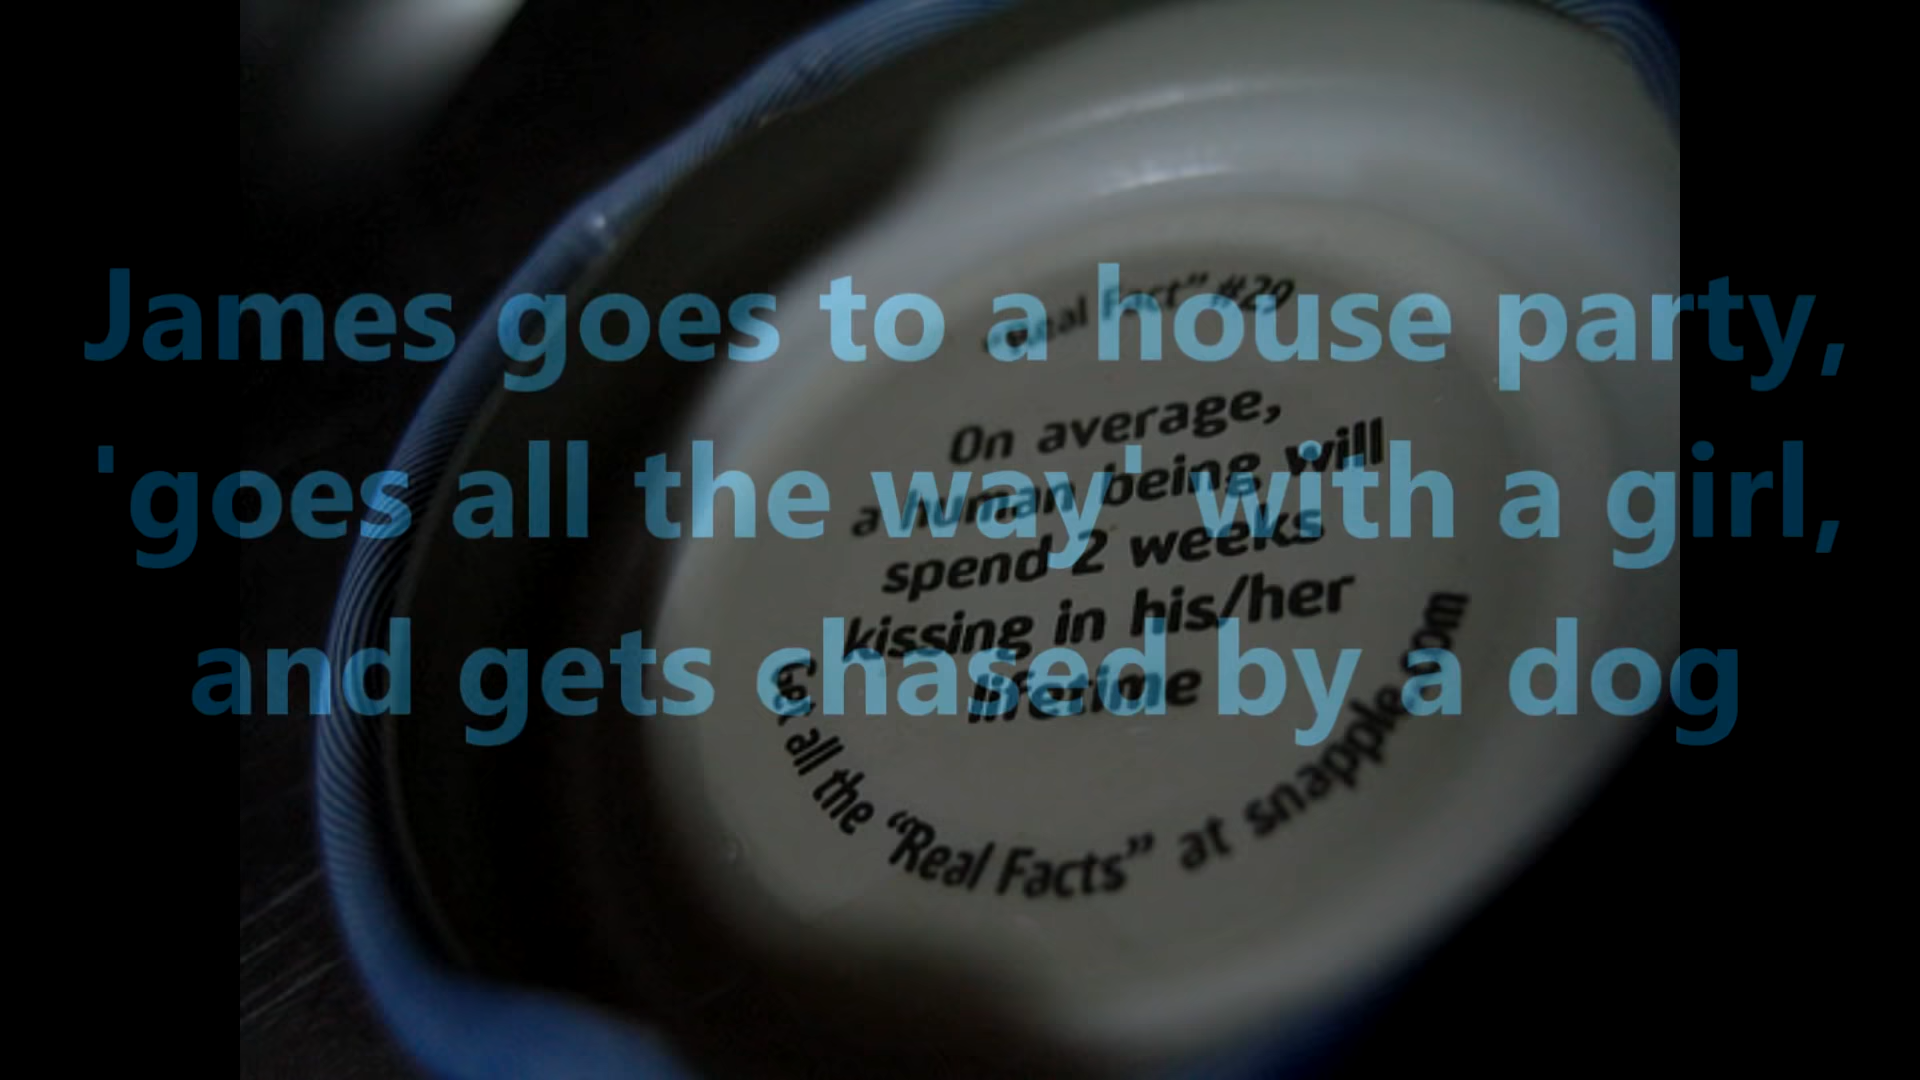 James goes to a house party,
'goes all the way' with a girl,
and gets chased by a dog
"Real Fact" #29
On average,
a human being will
spend 2 weeks
kissing in his/her
lifetime
Get all the "Real Facts" at snapple.com